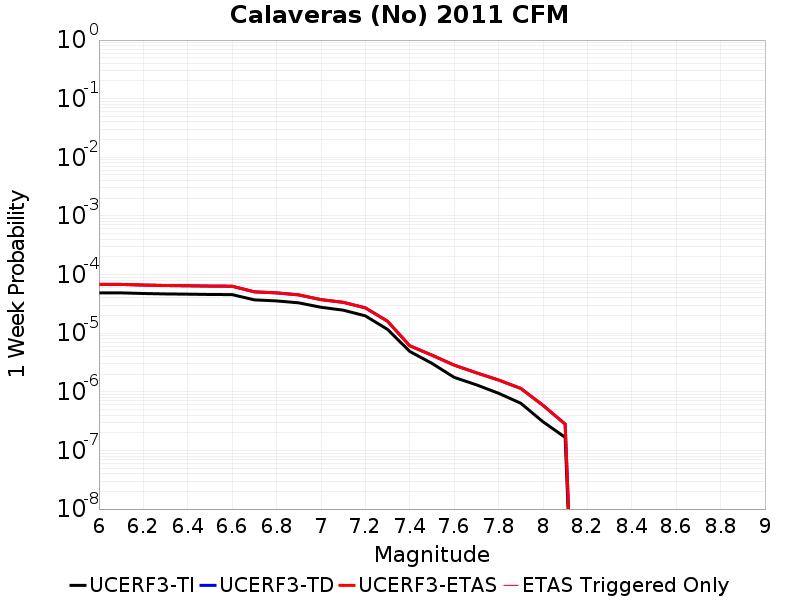 Calaveras (No) 2011 CFM
1 Week Probability
10^0
10^-1
10^-2
10^-3
10^-4
10^-5
10^-6
10^-7
10^-8
6 6.2 6.4 6.6 6.8 7 7.2 7.4 7.6 7.8 8 8.2 8.4 8.6 8.8 9
Magnitude
UCERF3-TI UCERF3-TD UCERF3-ETAS ETAS Triggered Only